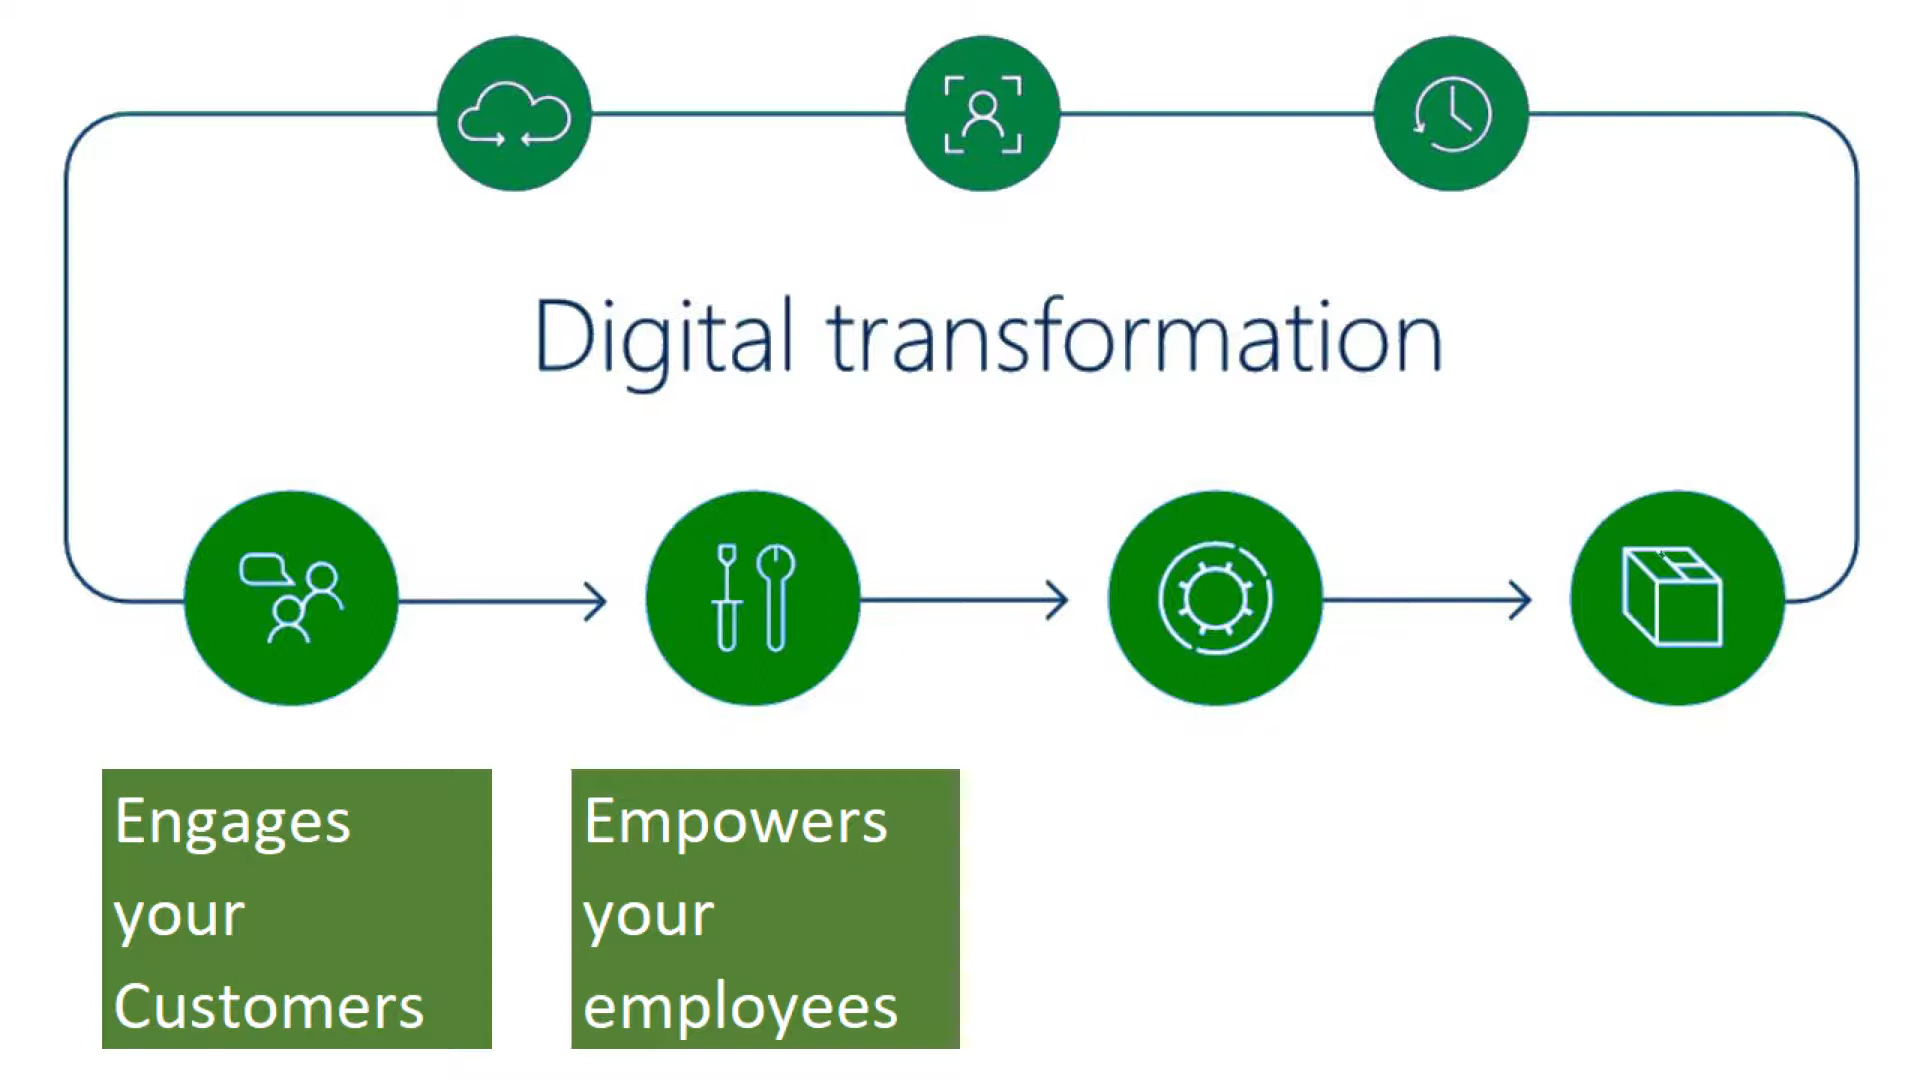 Digital transformation
Engages
your
Customers
Empowers
your
employees